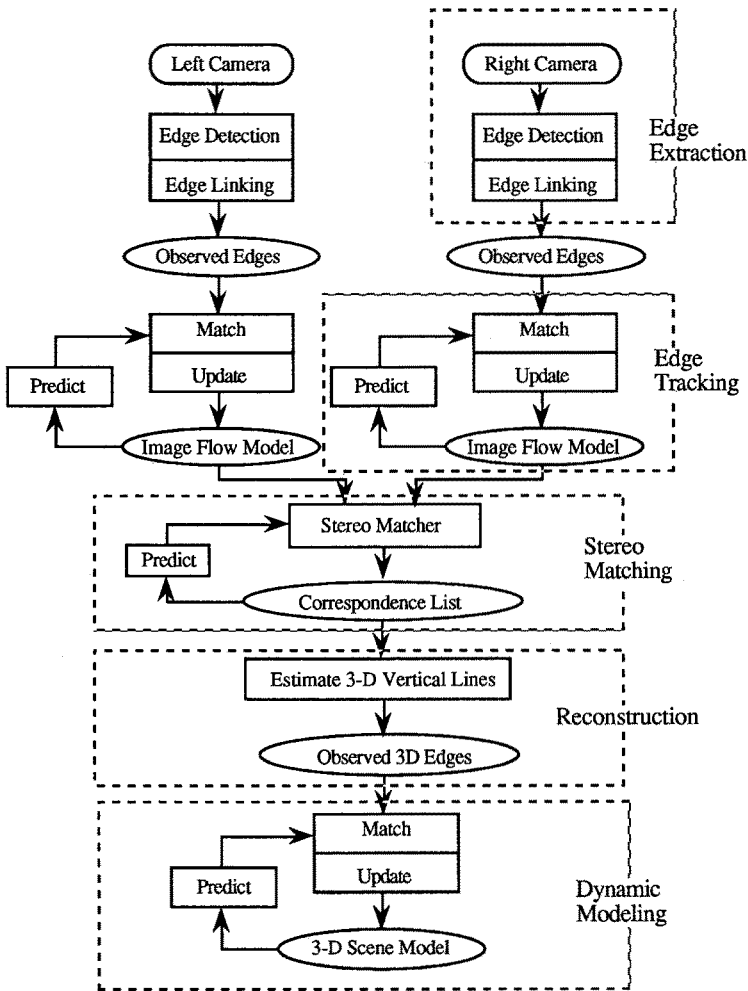 Left Camera
Right Camera
Edge Detection
Edge Linking
Edge Detection
Edge Linking
Edge
Extraction
Observed Edges
Observed Edges
Match
Update
Predict
Image Flow Model
Match
Update
Predict
Image Flow Model
Edge
Tracking
Stereo Matcher
Predict
Correspondence List
Stereo
Matching
Estimate 3-D Vertical Lines
Observed 3D Edges
Reconstruction
Match
Update
Predict
3-D Scene Model
Dynamic
Modeling